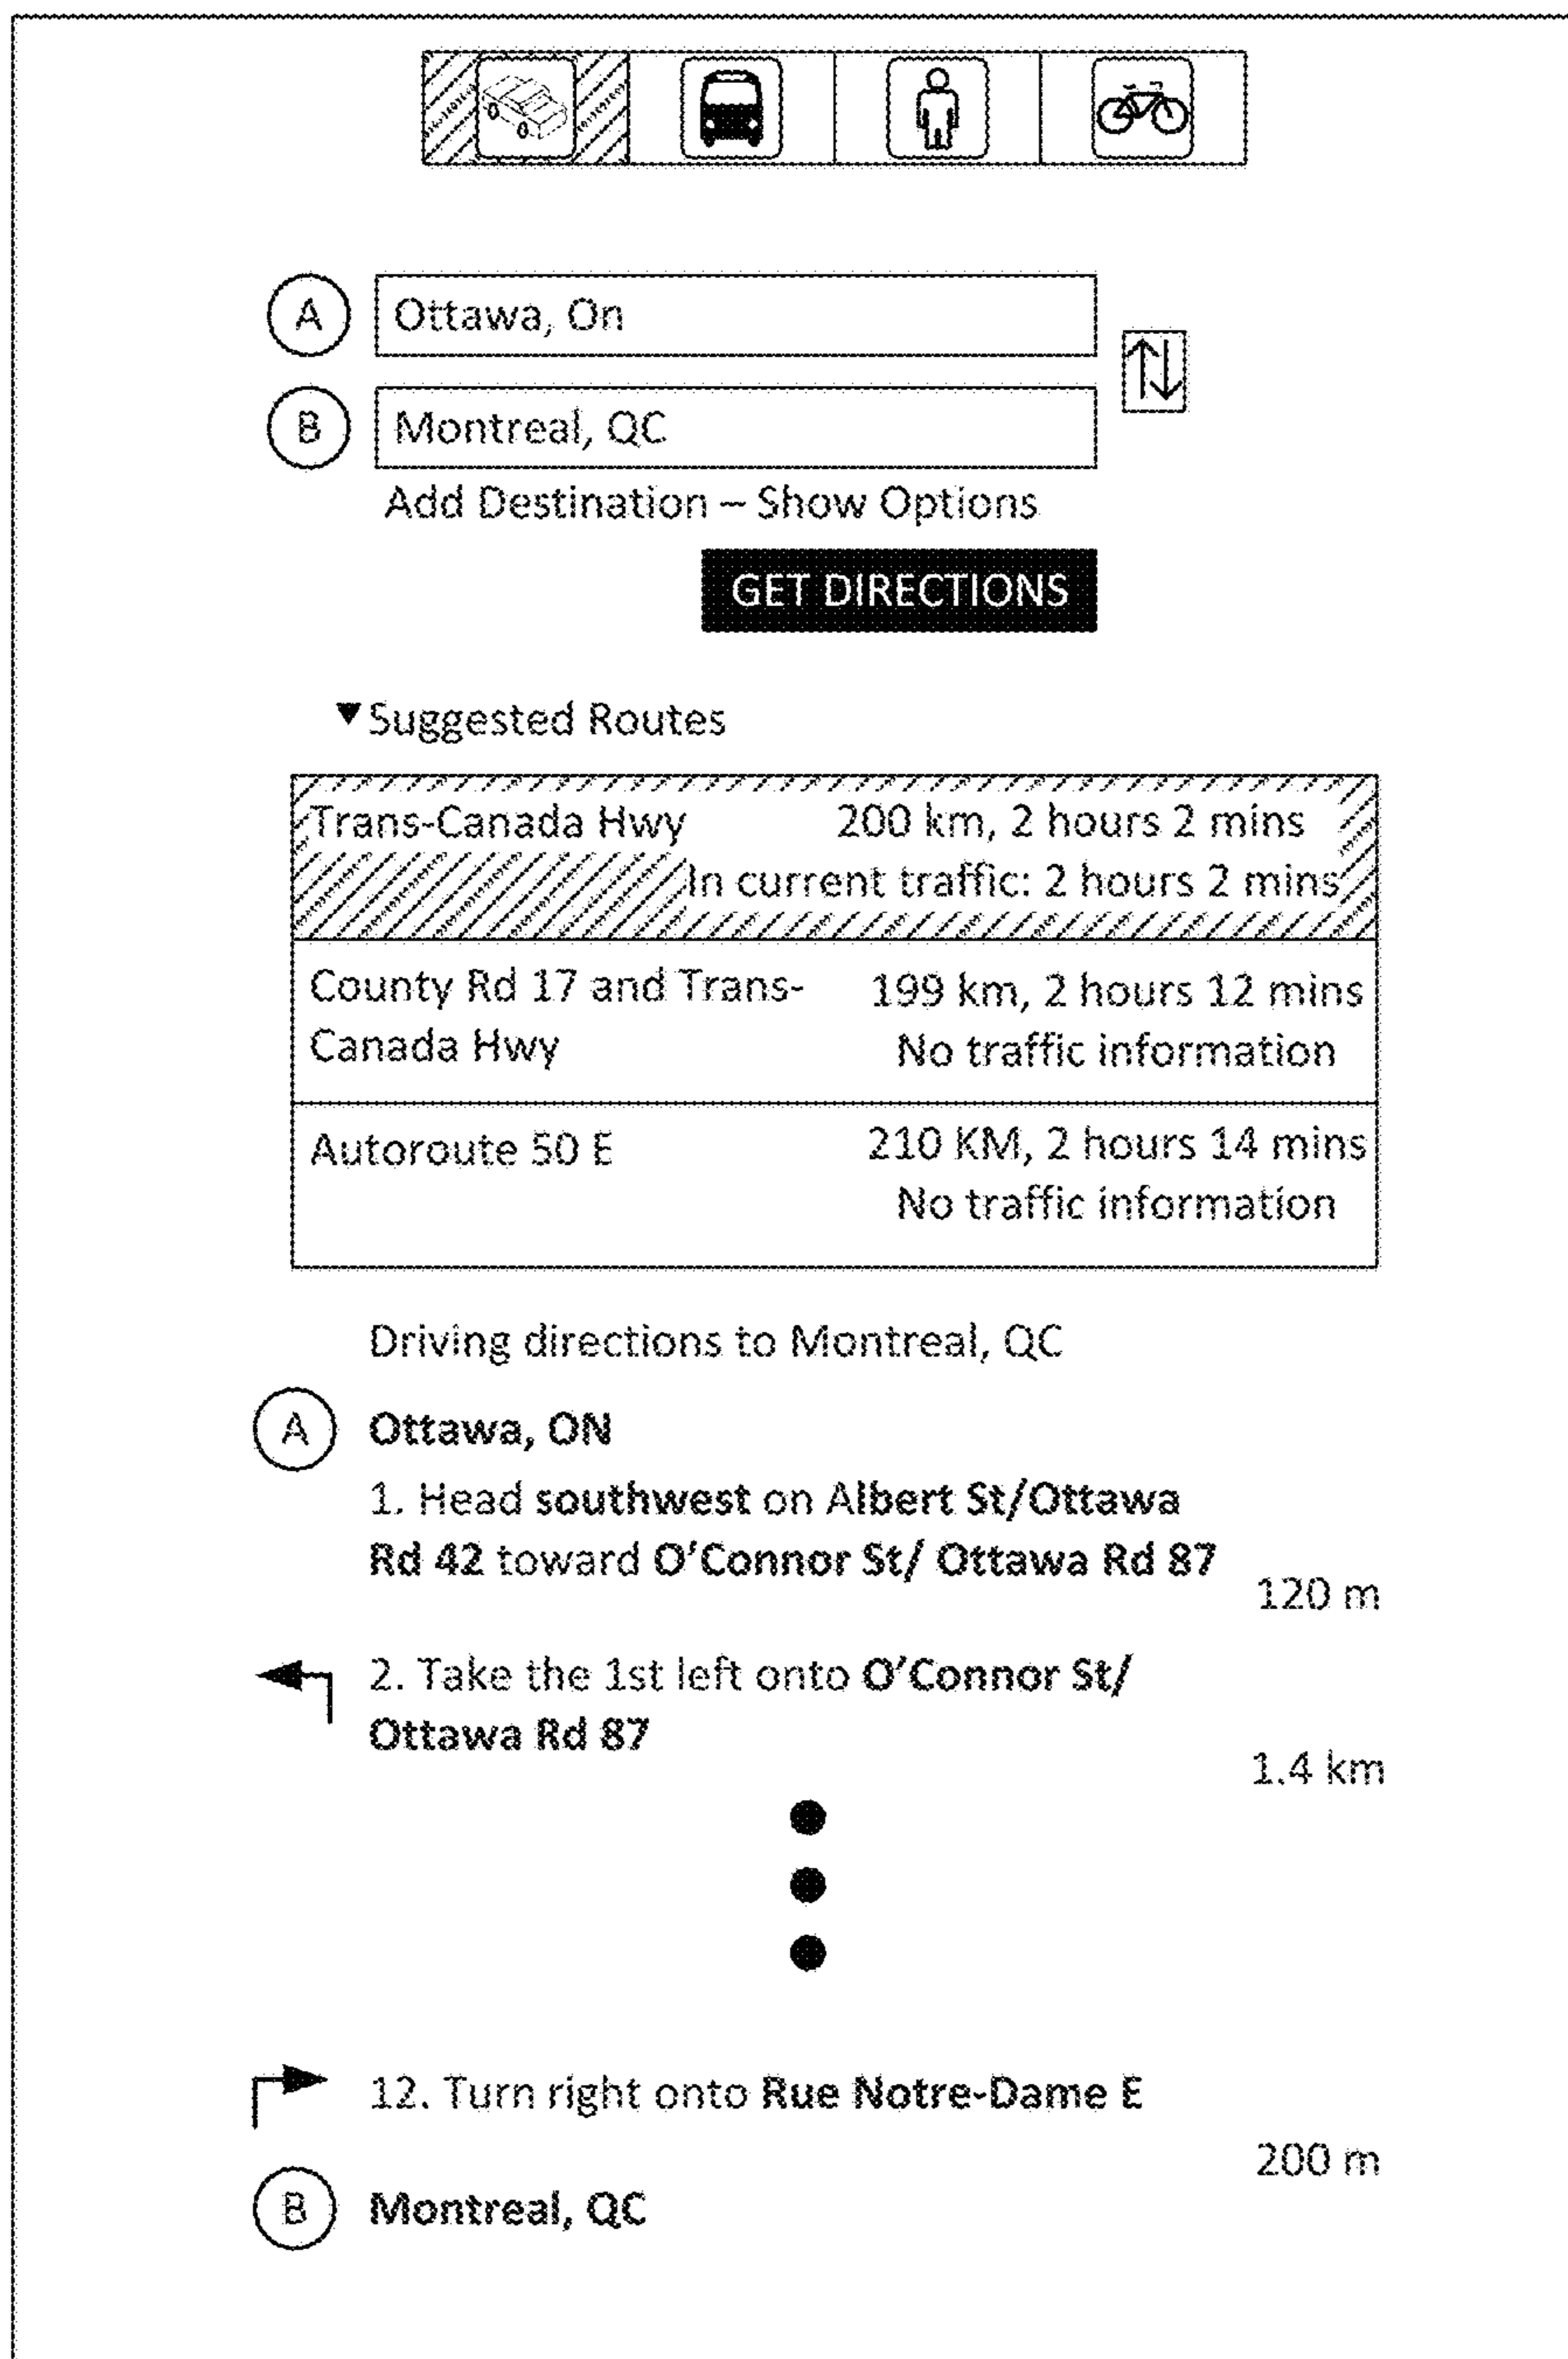 A Ottawa, On
B Montreal, QC
Add Destination – Show Options
GET DIRECTIONS
▼Suggested Routes
Trans-Canada Hwy 200 km, 2 hours 2 mins
In current traffic: 2 hours 2 mins
County Rd 17 and Trans- 199 km, 2 hours 12 mins
Canada Hwy No traffic information
Autoroute 50 E 210 KM, 2 hours 14 mins
No traffic information
Driving directions to Montreal, QC
A Ottawa, ON
1. Head southwest on Albert St/Ottawa
Rd 42 toward O'Connor St/ Ottawa Rd 87
120 m
2. Take the 1st left onto O'Connor St/
Ottawa Rd 87
1.4 km
12. Turn right onto Rue Notre-Dame E
200 m
B Montreal, QC